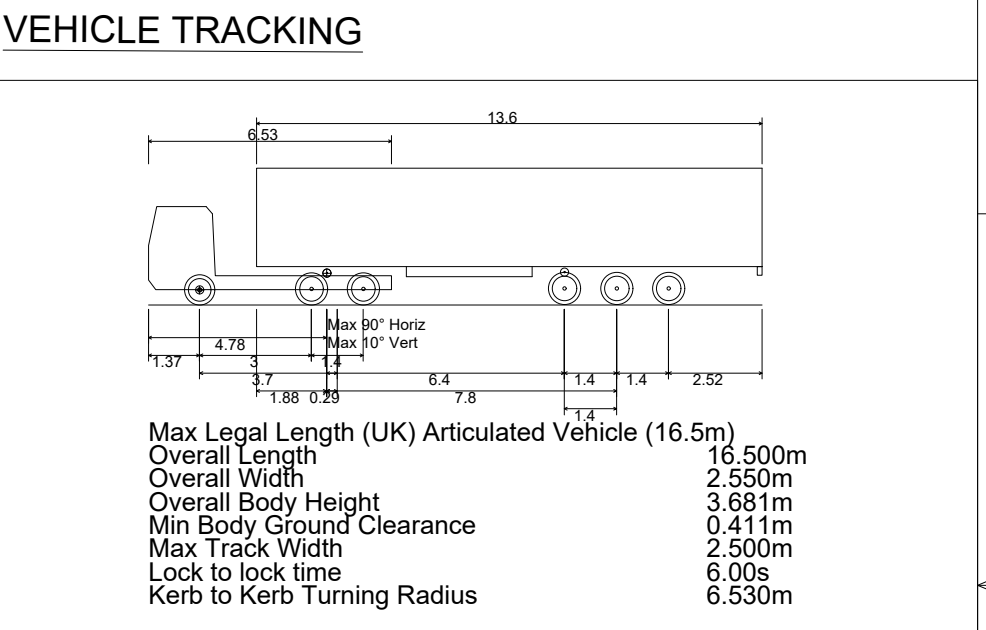 VEHICLE TRACKING
13.6
6.53
Max 90° Horiz
4.78 Max 10° Vert
1.37 3 1.4
3.7 6.4 1.4 1.4 2.52
1.88 0.29 7.8
1.4
Max Legal Length (UK) Articulated Vehicle (16.5m)
Overall Length 16.500m
Overall Width 2.550m
Overall Body Height 3.681m
Min Body Ground Clearance 0.411m
Max Track Width 2.500m
Lock to lock time 6.00s
Kerb to Kerb Turning Radius 6.530m